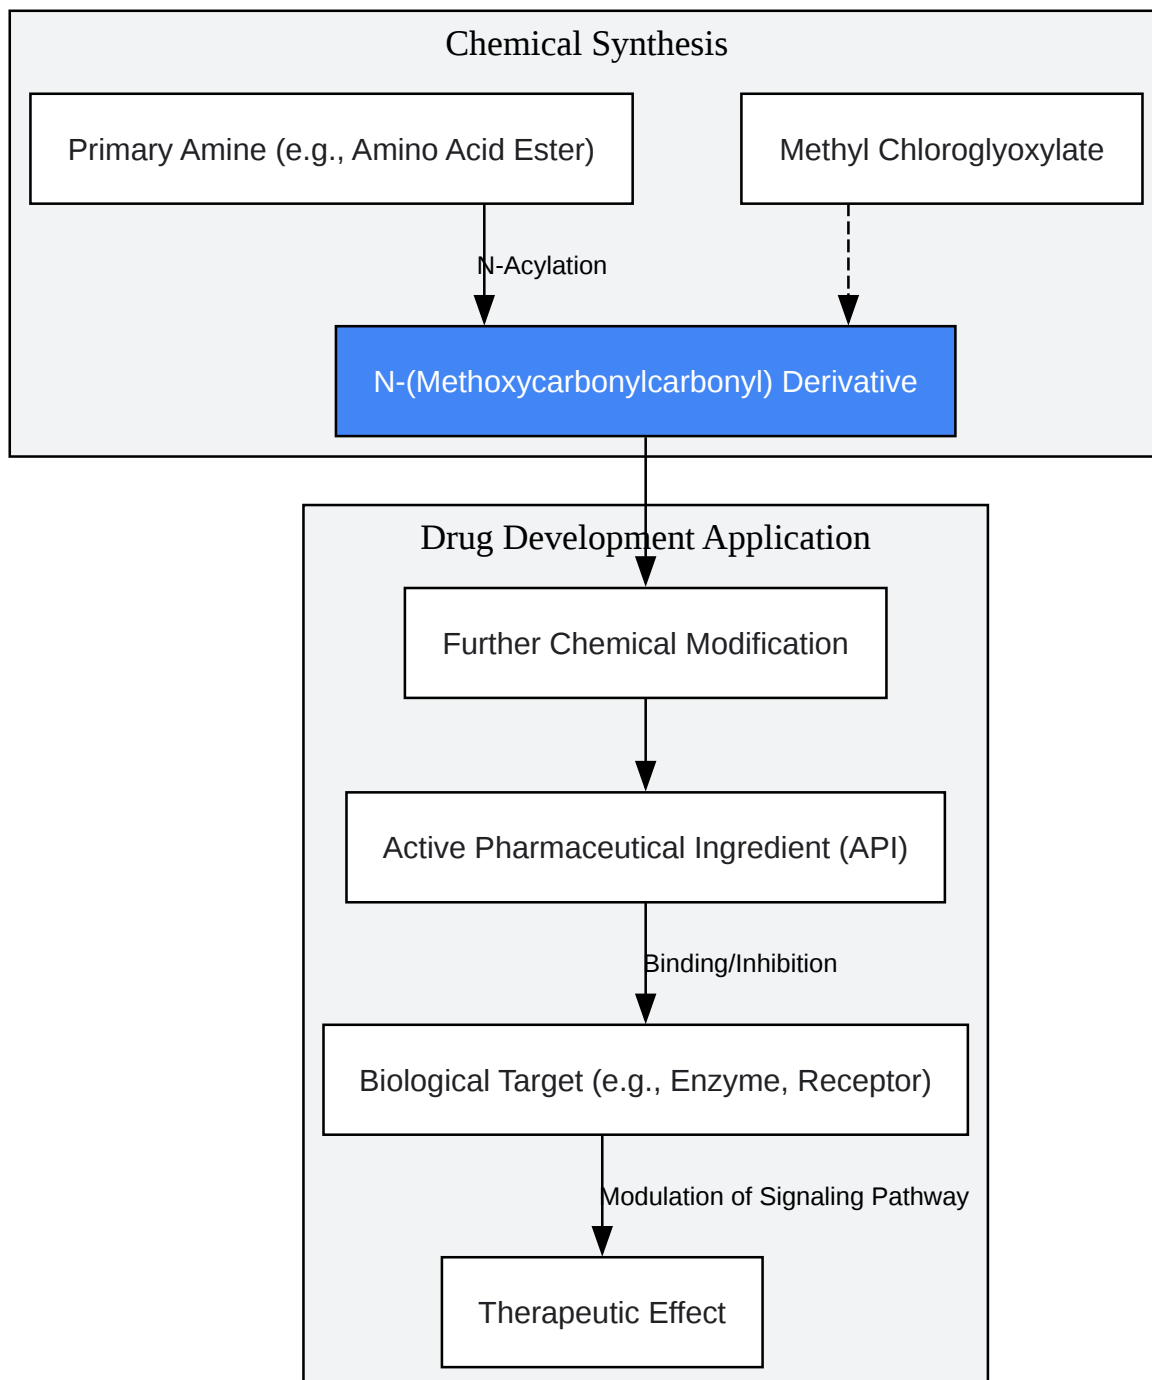 Chemical Synthesis
Primary Amine (e.g., Amino Acid Ester)
Methyl Chloroglyoxylate
N-Acylation
N-(Methoxycarbonylcarbonyl) Derivative
Drug Development Application
Further Chemical Modification
Active Pharmaceutical Ingredient (API)
Binding/Inhibition
Biological Target (e.g., Enzyme, Receptor)
Modulation of Signaling Pathway
Therapeutic Effect